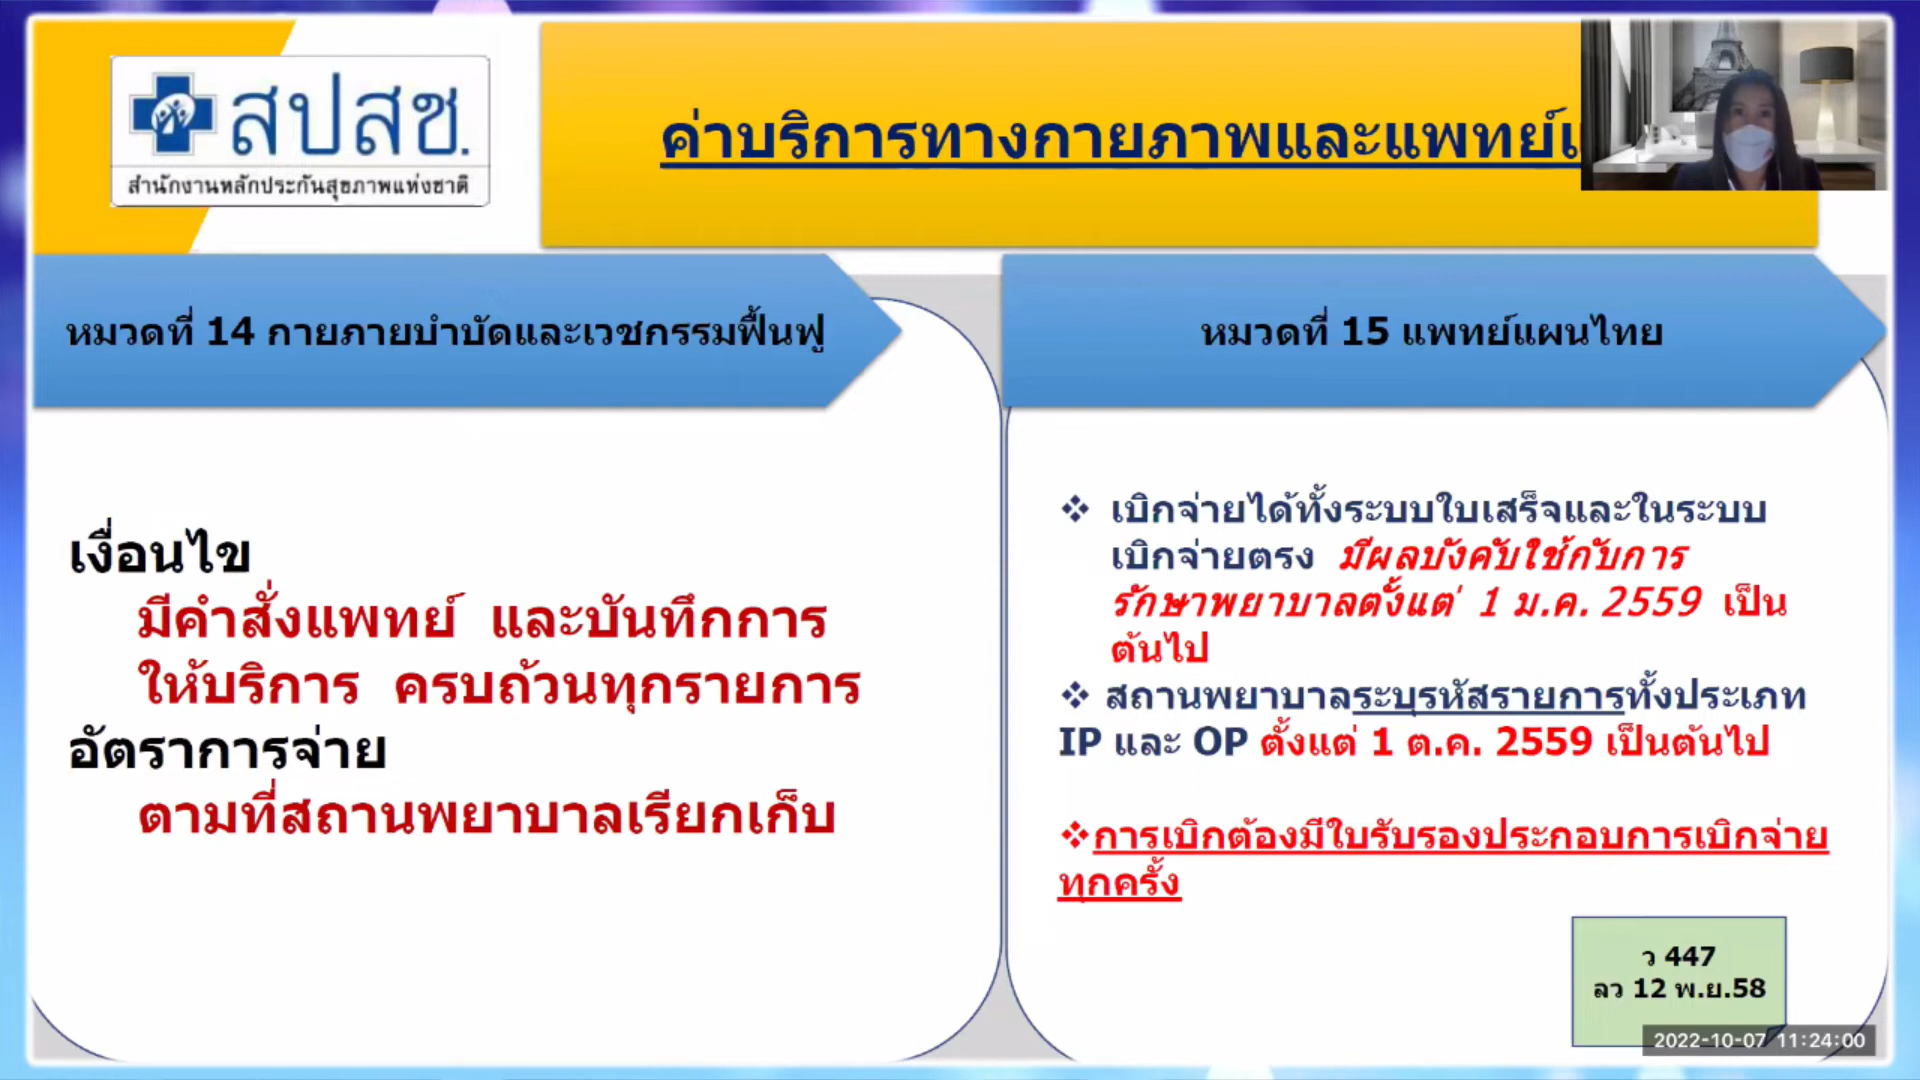 สปสช.
สำนักงานหลักประกันสุขภาพแห่งชาติ
ค่าบริการทางกายภาพและแพทย์
หมวดที่ 14 กายภายบำบัดและเวชกรรมฟื้นฟู
เงื่อนไข
มีคำสั่งแพทย์ และบันทึกการ
ให้บริการ ครบถ้วนทุกรายการ
อัตราการจ่าย
ตามที่สถานพยาบาลเรียกเก็บ
หมวดที่ 15 แพทย์แผนไทย
❖ เบิกจ่ายได้ทั้งระบบใบเสร็จและในระบบ
เบิกจ่ายตรง มีผลบังคับใช้กับการ
รักษาพยาบาลตั้งแต่ 1 ม.ค. 2559 เป็น
ต้นไป
❖ สถานพยาบาลระบุรหัสรายการทั้งประเภท
IP และ OP ตั้งแต่ 1 ต.ค. 2559 เป็นต้นไป
❖การเบิกต้องมีใบรับรองประกอบการเบิกจ่าย
ทุกครั้ง
ว 447
ลว 12 พ.ย.58
2022-10-07 11:24:00